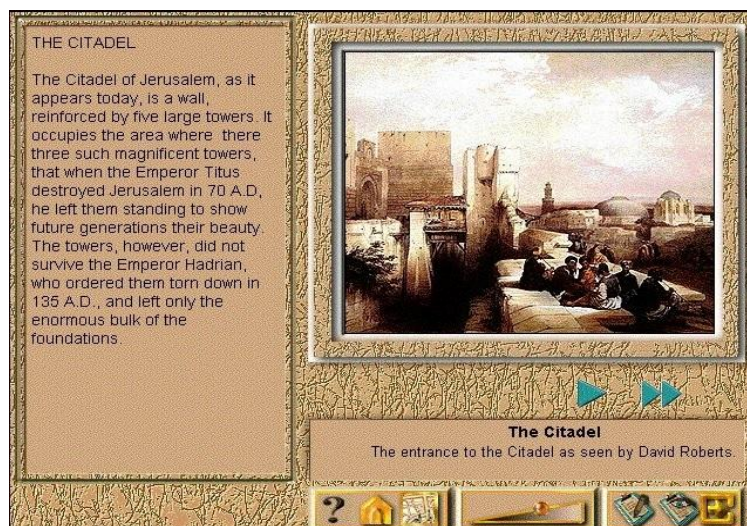 THE CITADEL
The Citadel of Jerusalem, as it
appears today, is a wall,
reinforced by five large towers. It
occupies the area where there
three such magnificent towers,
that when the Emperor Titus
destroyed Jerusalem in 70 A.D,
he left them standing to show
future generations their beauty.
The towers, however, did not
survive the Emperor Hadrian,
who ordered them torn down in
135 A.D., and left only the
enormous bulk of the
foundations.
The Citadel
The entrance to the Citadel as seen by David Roberts.
?